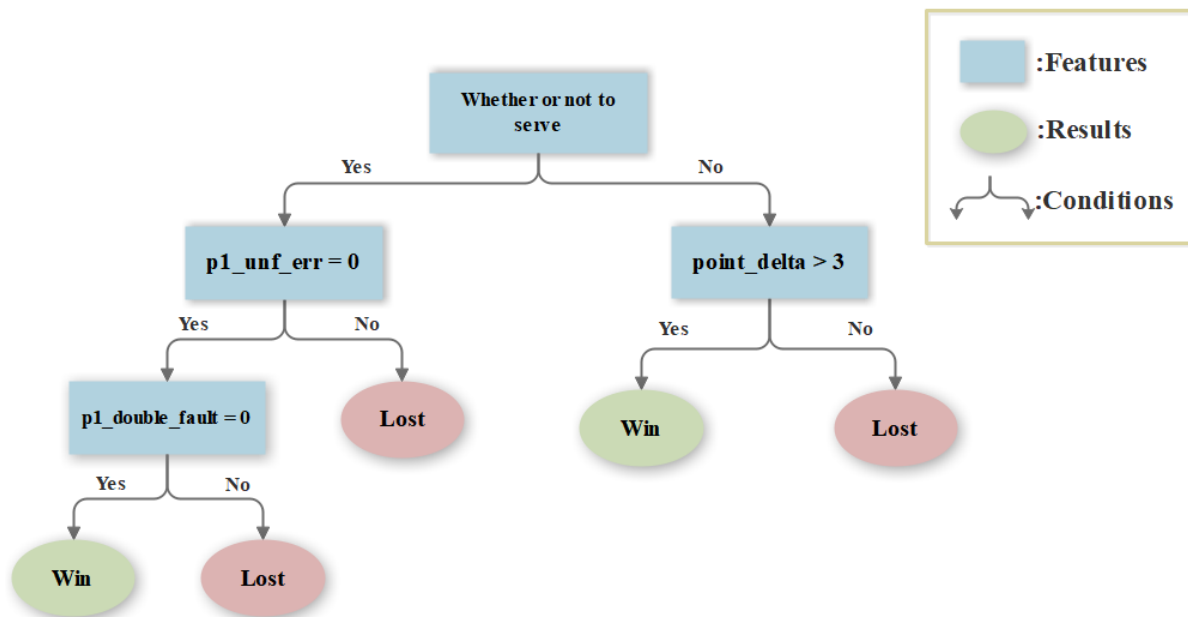 Whether or not to
serve
:Features
:Results
:Conditions
Yes
No
p1_unf_err = 0
point_delta > 3
Yes
No
Yes
No
p1_double_fault = 0
Lost
Win
Lost
Yes
No
Win
Lost